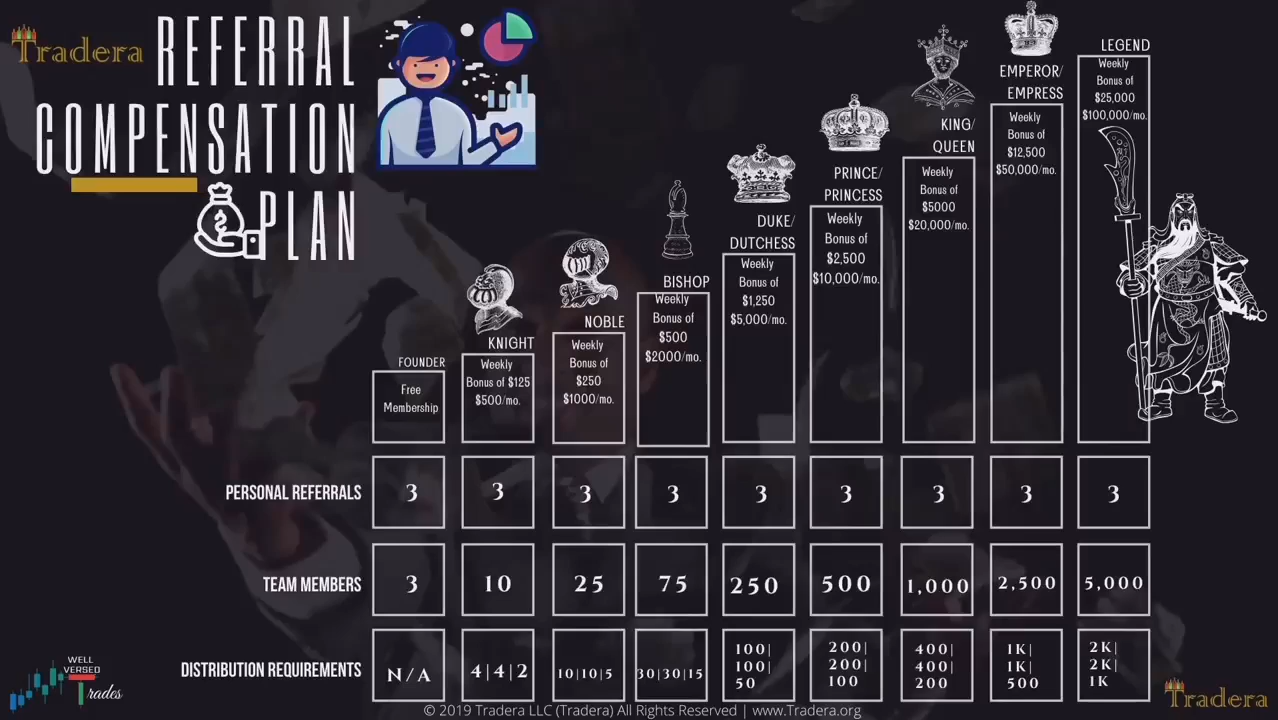 Tradera
REFERRAL
COMPENSATION
PLAN
FOUNDER
Free
Membership
KNIGHT
Weekly
Bonus of $125
$500/mo.
NOBLE
Weekly
Bonus of
$250
$1000/mo.
BISHOP
Weekly
Bonus of
$500
$2000/mo.
DUKE/
DUTCHESS
Weekly
Bonus of
$1,250
$5,000/mo.
PRINCE/
PRINCESS
Weekly
Bonus of
$2,500
$10,000/mo.
KING/
QUEEN
Weekly
Bonus of
$5000
$20,000/mo.
EMPEROR/
EMPRESS
Weekly
Bonus of
$12,500
$50,000/mo.
LEGEND
Weekly
Bonus of
$25,000
$100,000/mo.
PERSONAL REFERRALS 3 3 3 3 3 3 3 3 3
TEAM MEMBERS 3 10 25 75 250 500 1,000 2,500 5,000
DISTRIBUTION REQUIREMENTS N/A 4|4|2 10|10|5 30|30|15
100|
100|
50
200|
200|
100
400|
400|
200
1K|
1K|
500
2K|
2K|
1K
WELL
VERSED
Trades
© 2019 Tradera LLC (Tradera) All Rights Reserved | www.Tradera.org
Tradera